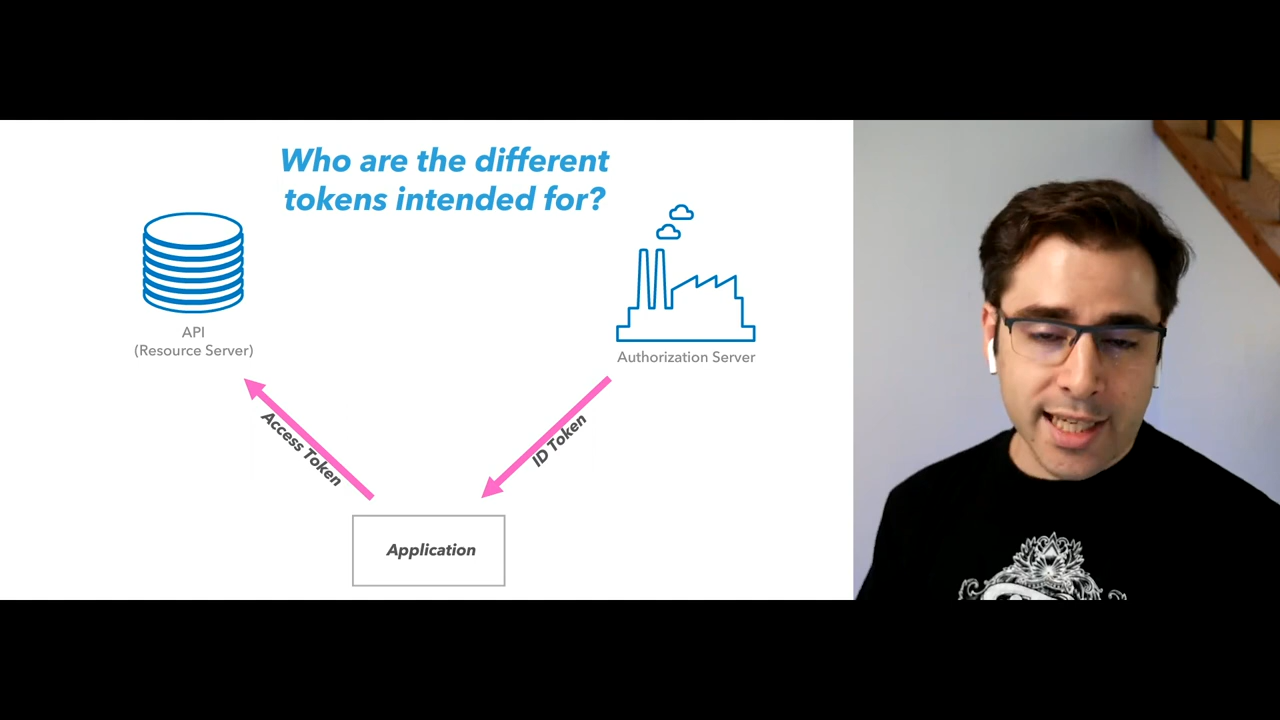 Who are the different
tokens intended for?
API
(Resource Server)
Authorization Server
Access Token
ID Token
Application